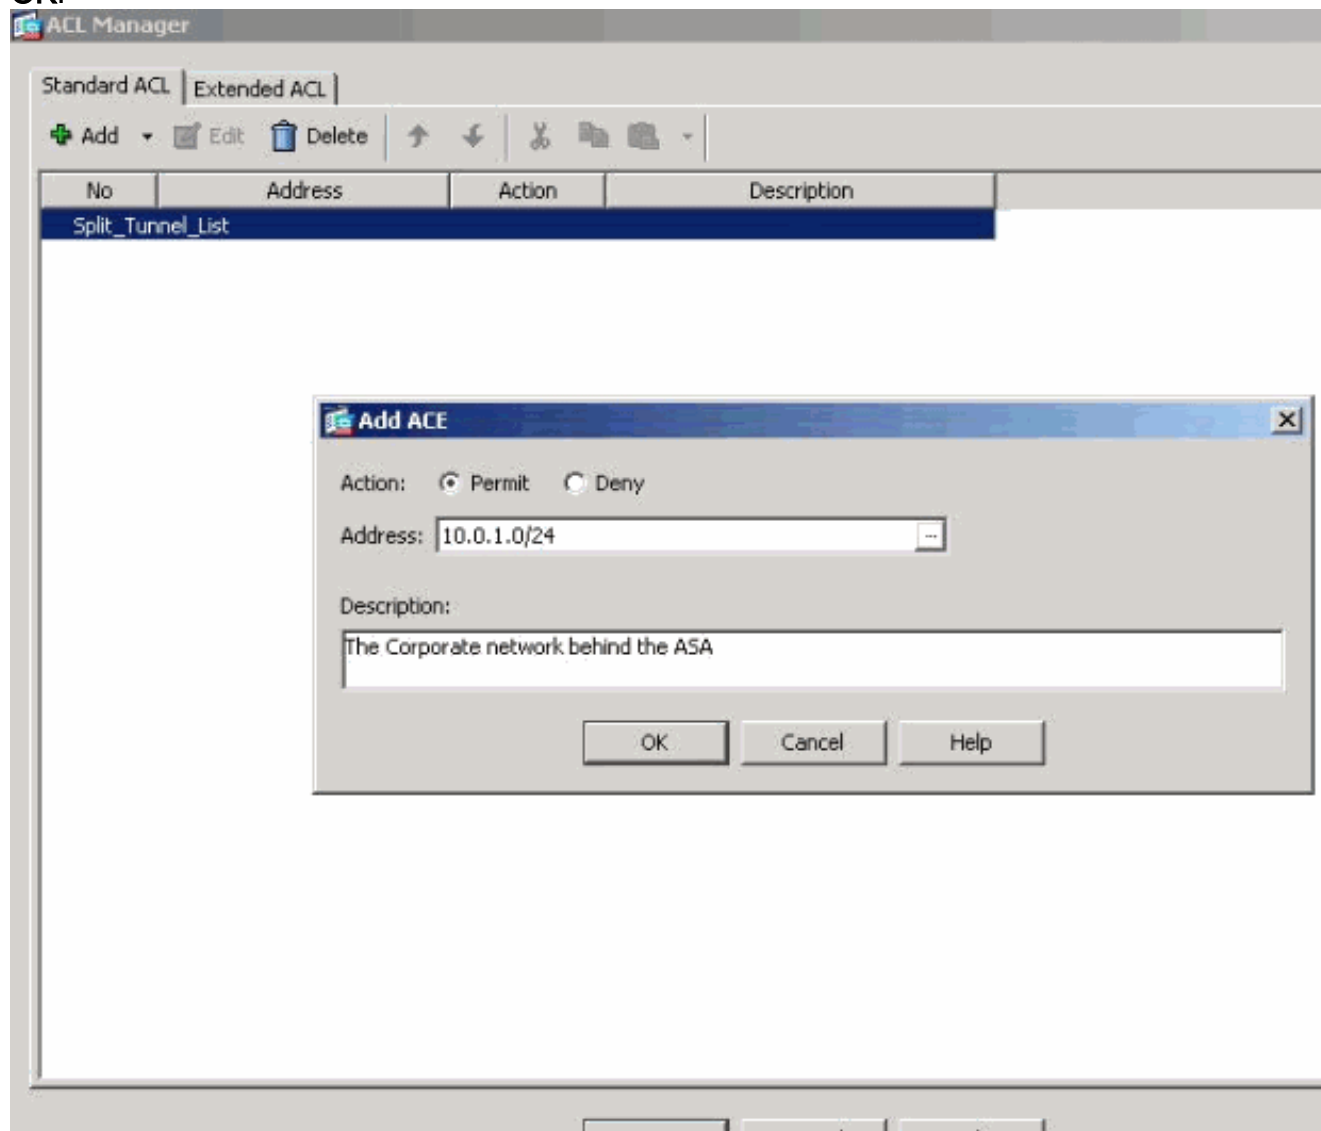 ACL Manager
Standard ACL Extended ACL
Add Edit Delete
No Address Action Description
Split_Tunnel_List
Add ACE
Action: Permit Deny
Address: 10.0.1.0/24 ...
Description:
The Corporate network behind the ASA
OK Cancel Help